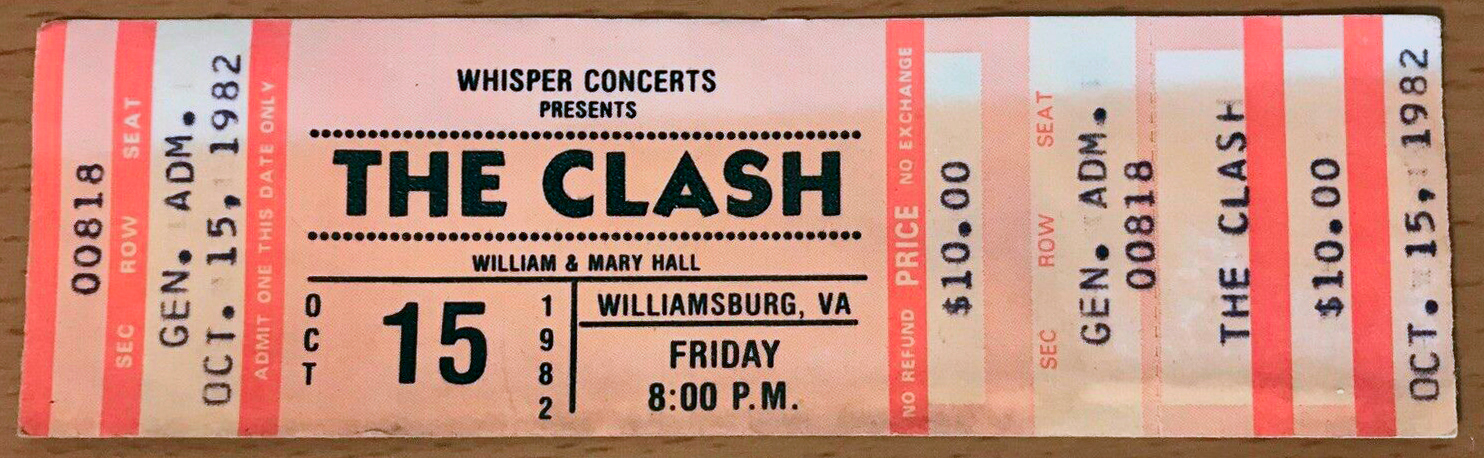 00818
SEC ROW SEAT
GEN. ADM.
OCT. 15, 1982
ADMIT ONE THIS DATE ONLY
WHISPER CONCERTS
PRESENTS
THE CLASH
WILLIAM & MARY HALL
OCT
15
1982
WILLIAMSBURG, VA
FRIDAY
8:00 P.M.
NO REFUND PRICE NO EXCHANGE
$10.00
SEC ROW SEAT
GEN. ADM.
00818
THE CLASH
$10.00
OCT. 15, 1982